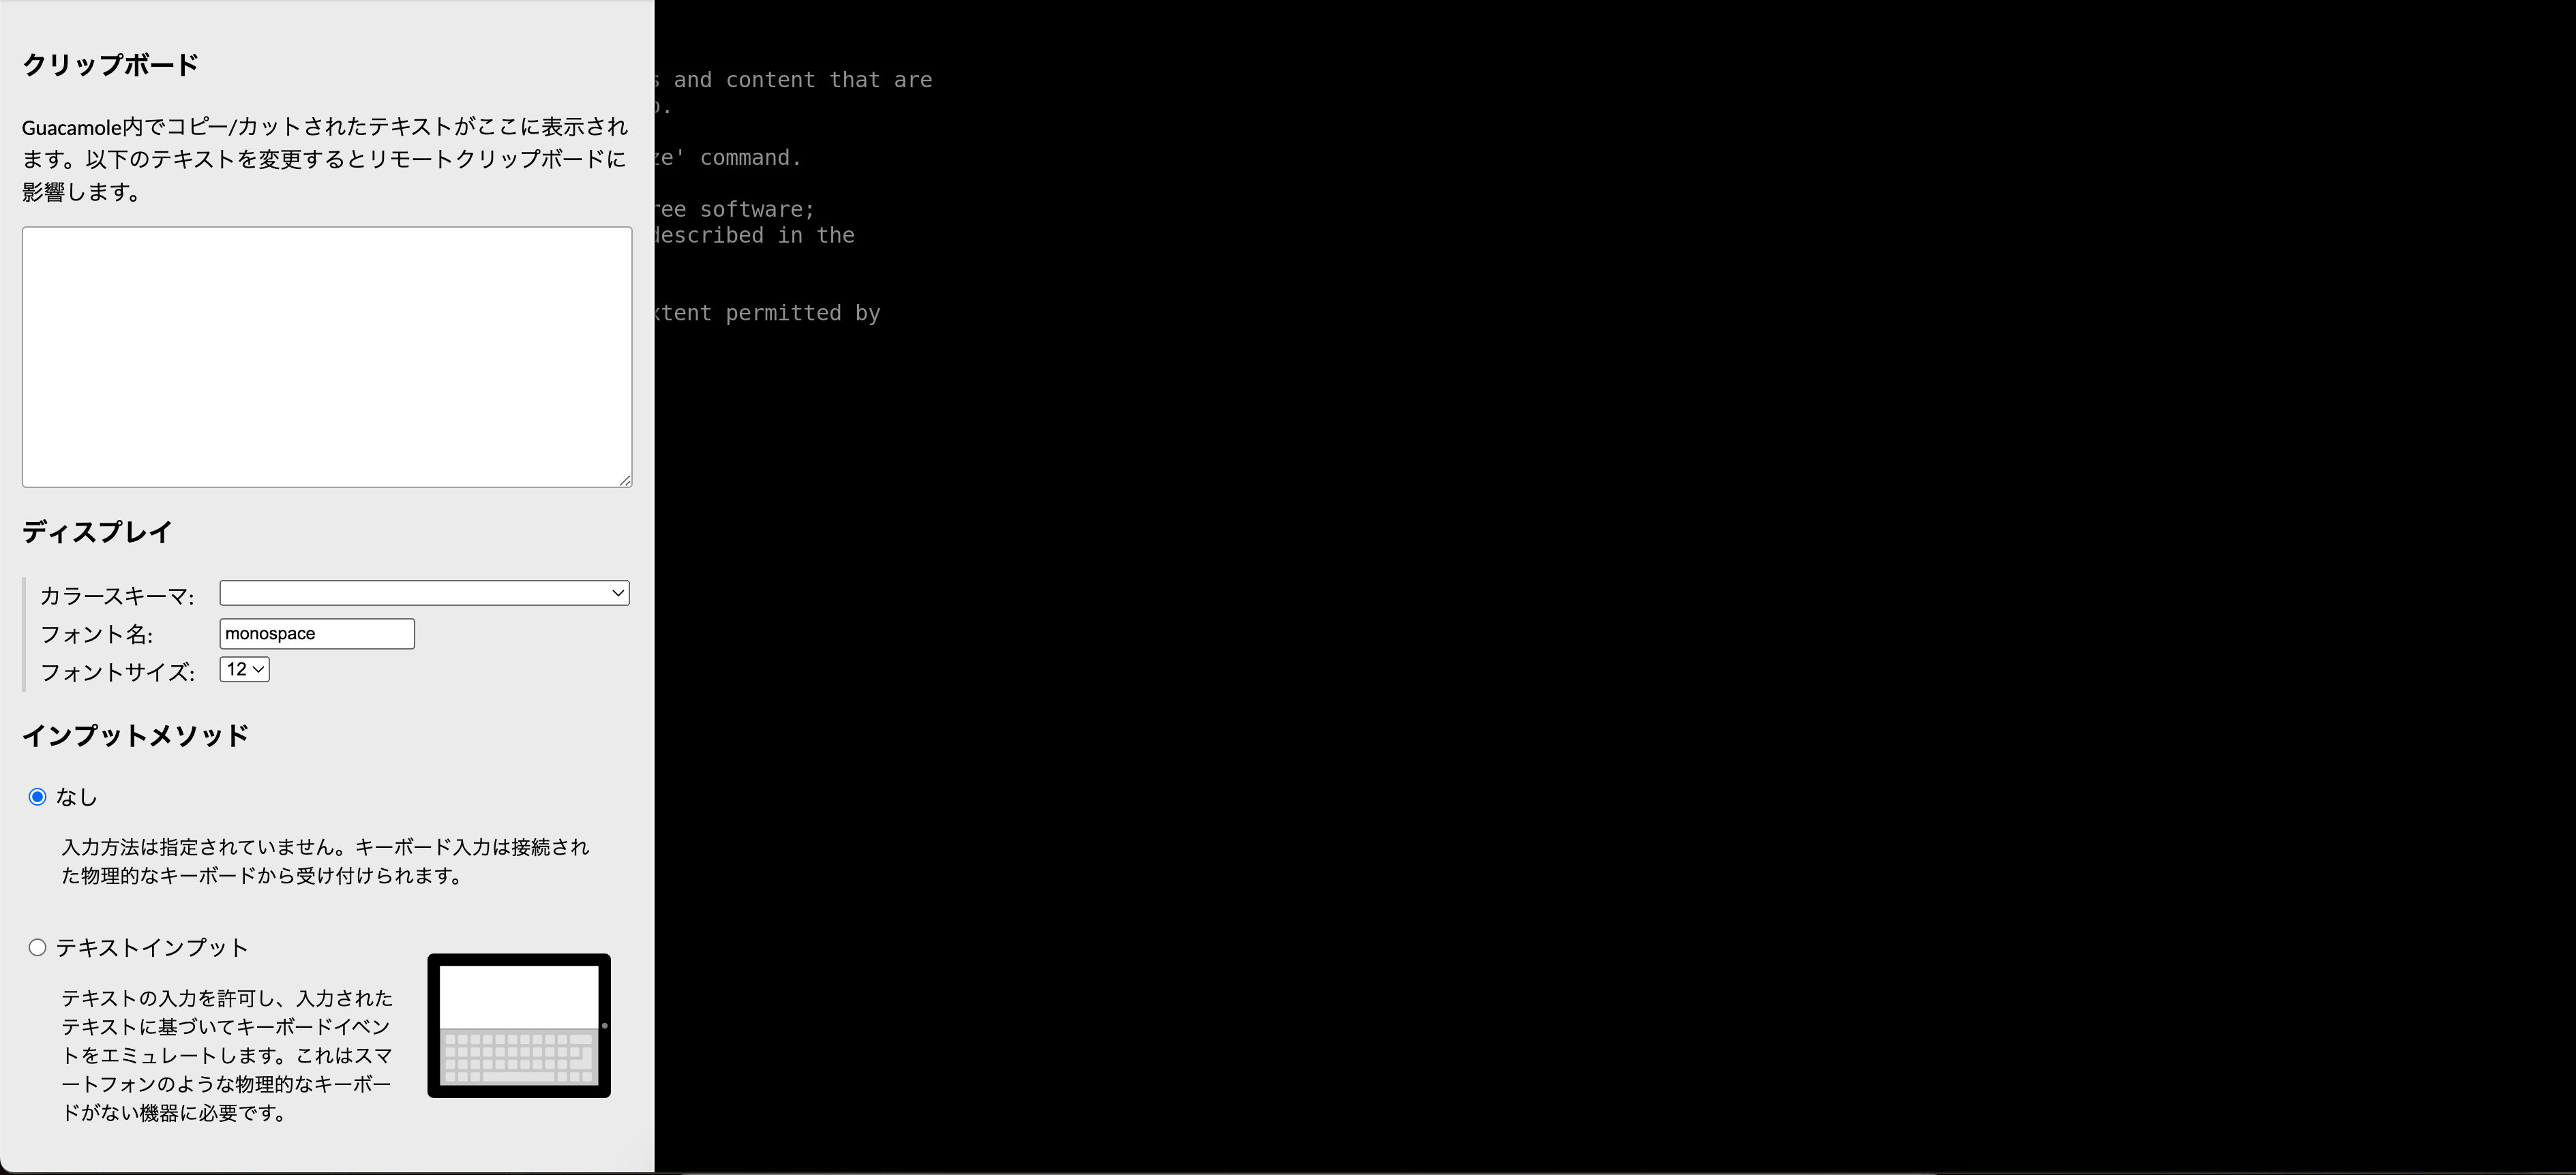 クリップボード
Guacamole内でコピー/カットされたテキストがここに表示され
ます。以下のテキストを変更するとリモートクリップボードに
影響します。
ディスプレイ
カラースキーマ:
フォント名: monospace
フォントサイズ: 12
インプットメソッド
なし
入力方法は指定されていません。キーボード入力は接続され
た物理的なキーボードから受け付けられます。
テキストインプット
テキストの入力を許可し、入力された
テキストに基づいてキーボードイベン
トをエミュレートします。これはスマ
ートフォンのような物理的なキーボー
ドがない機器に必要です。
and content that are
command.
software;
described in the
permitted by